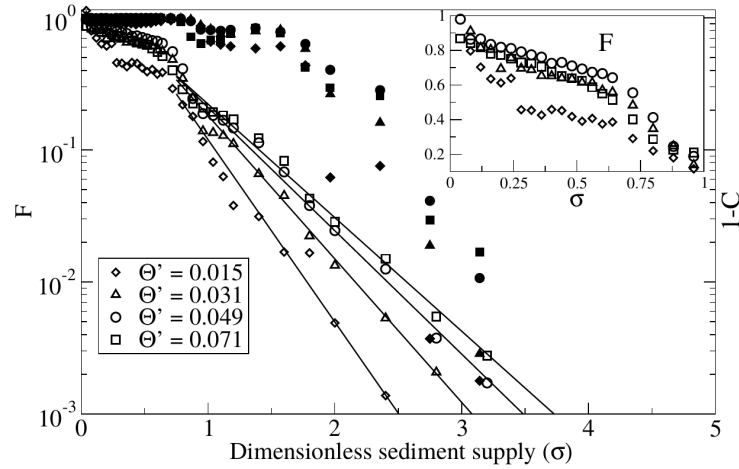 10^0
10^-1
10^-2
10^-3
F
1-C
0 1 2 3 4 5
Dimensionless sediment supply (σ)
Θ' = 0.015
Θ' = 0.031
Θ' = 0.049
Θ' = 0.071
F
1
0.8
0.6
0.4
0.2
0 0.25 0.5 0.75 1
σ